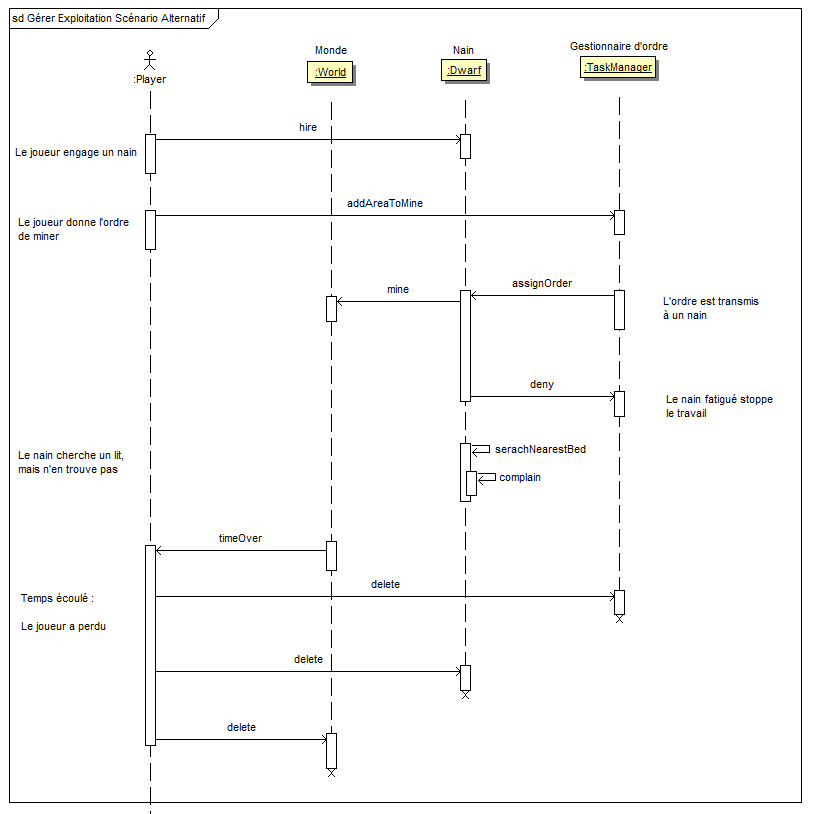 sd Gérer Exploitation Scénario Alternatif
:Player
Monde
:World
Nain
:Dwarf
Gestionnaire d'ordre
:TaskManager
hire
Le joueur engage un nain
addAreaToMine
Le joueur donne l'ordre
de miner
assignOrder
mine
L'ordre est transmis
à un nain
deny
Le nain fatigué stoppe
le travail
Le nain cherche un lit,
mais n'en trouve pas
serachNearestBed
complain
timeOver
delete
Temps écoulé :
Le joueur a perdu
delete
delete